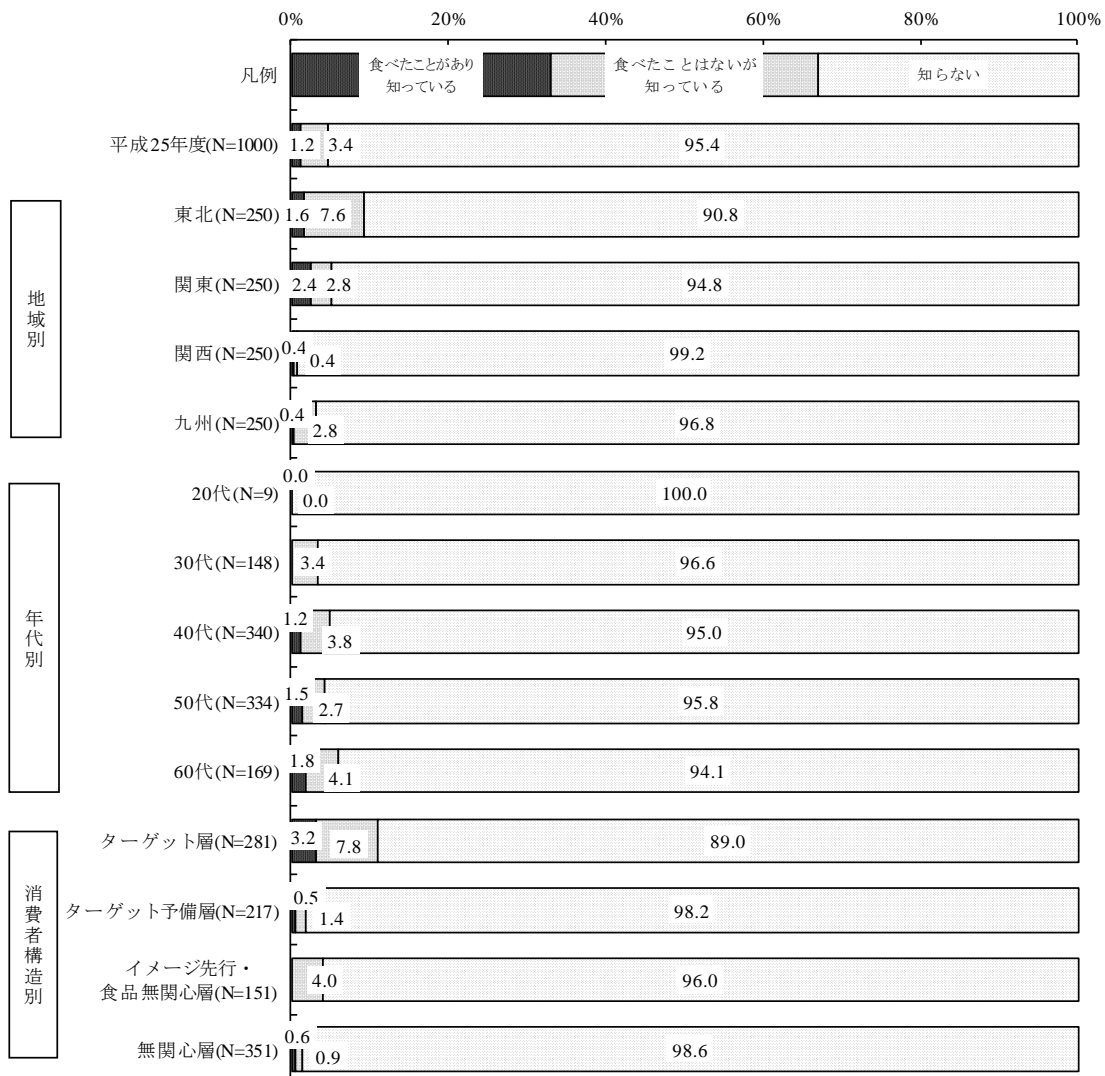 0% 20% 40% 60% 80% 100%
凡例
食べたことがあり
知っている
食べたことはないが
知っている
知らない
平成25年度(N=1000) 1.2 3.4 95.4
地域別
東北(N=250) 1.6 7.6 90.8
関東(N=250) 2.4 2.8 94.8
関西(N=250) 0.4 0.4 99.2
九州(N=250) 0.4 2.8 96.8
年代別
20代(N=9) 0.0 0.0 100.0
30代(N=148) 3.4 96.6
40代(N=340) 1.2 3.8 95.0
50代(N=334) 1.5 2.7 95.8
60代(N=169) 1.8 4.1 94.1
消費者構造別
ターゲット層(N=281) 3.2 7.8 89.0
ターゲット予備層(N=217) 0.5 1.4 98.2
イメージ先行・
食品無関心層(N=151) 4.0 96.0
無関心層(N=351) 0.6 0.9 98.6